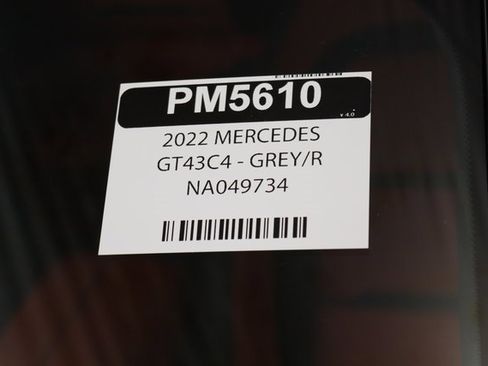 PM5610
v 4.0
2022 MERCEDES
GT43C4 - GREY/R
NA049734